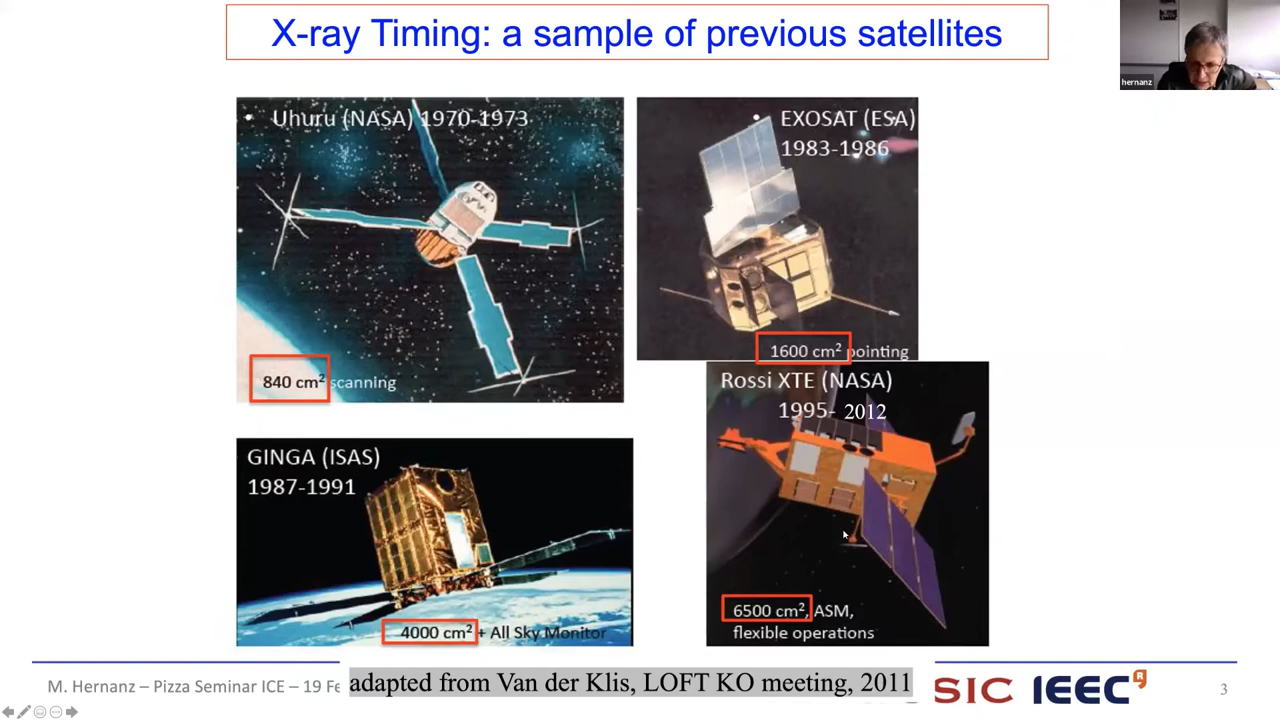 X-ray Timing: a sample of previous satellites
hernanz
• Uhuru (NASA) 1970-1973
840 cm² scanning
• EXOSAT (ESA)
1983-1986
1600 cm² pointing
GINGA (ISAS)
1987-1991
4000 cm² + All Sky Monitor
Rossi XTE (NASA)
1995- 2012
6500 cm², ASM,
flexible operations
M. Hernanz – Pizza Seminar ICE – 19 Fe
adapted from Van der Klis, LOFT KO meeting, 2011
SIC IEEC R
3